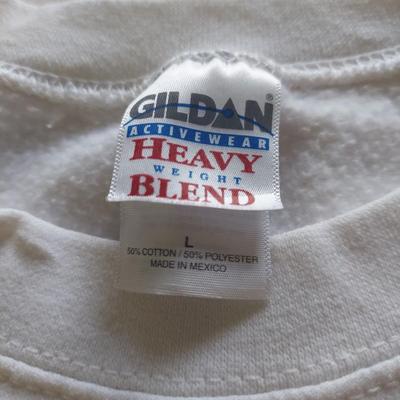 GILDAN
ACTIVEWEAR
HEAVY
WEIGHT
BLEND
L
50% COTTON / 50% POLYESTER
MADE IN MEXICO